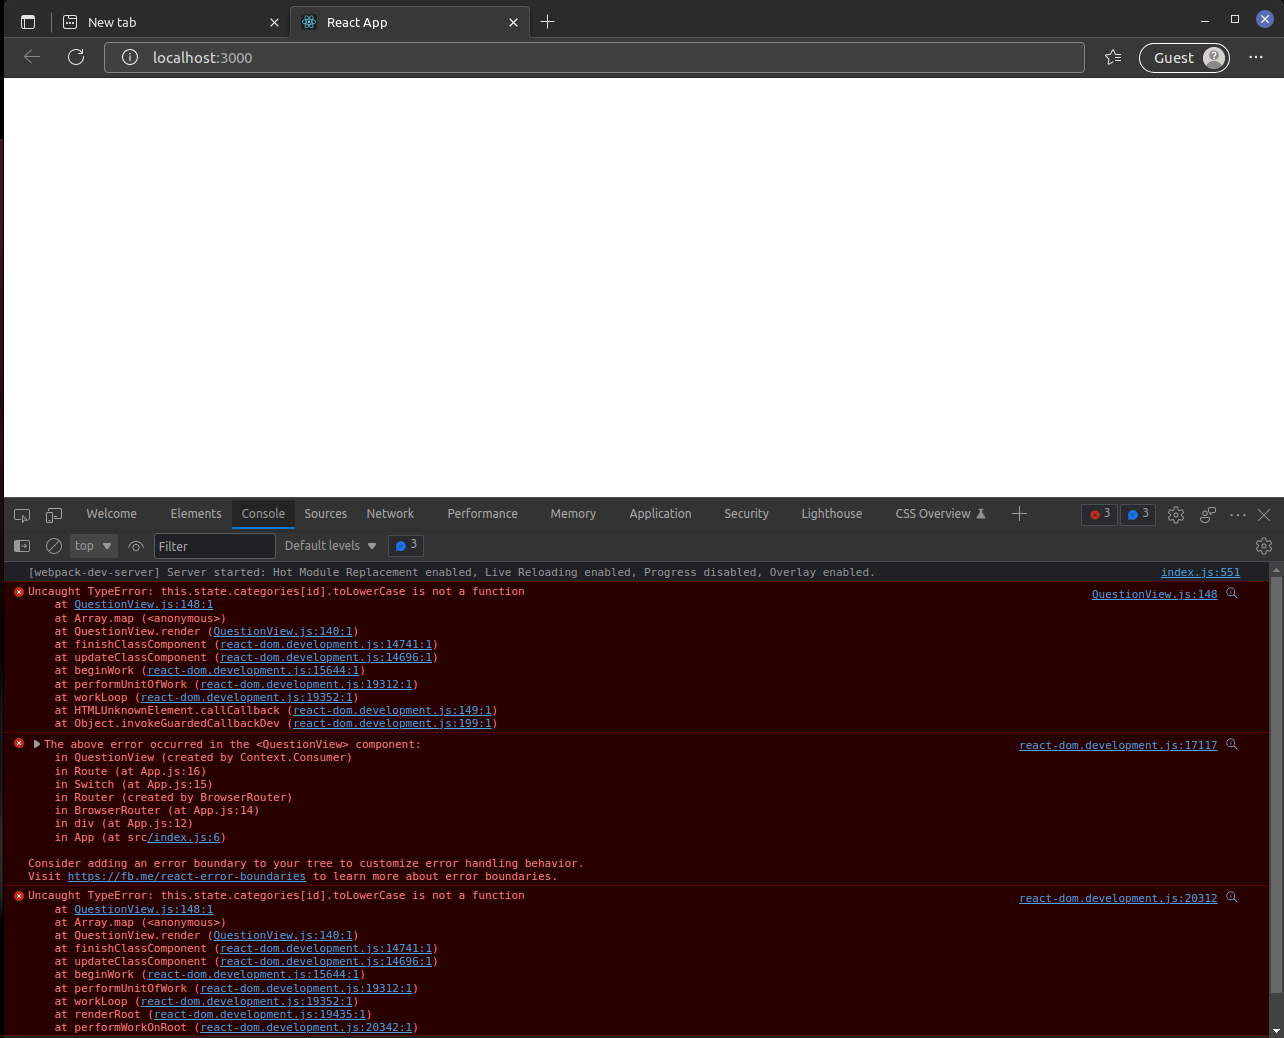 New tab
React App
localhost:3000
Guest
Welcome
Elements
Console
Sources
Network
Performance
Memory
Application
Security
Lighthouse
CSS Overview
3
3
top
Filter
Default levels
3
[webpack-dev-server] Server started: Hot Module Replacement enabled, Live Reloading enabled, Progress disabled, Overlay enabled. index.js:551
Uncaught TypeError: this.state.categories[id].toLowerCase is not a function QuestionView.js:148
at QuestionView.js:148:1
at Array.map (<anonymous>)
at QuestionView.render (QuestionView.js:140:1)
at finishClassComponent (react-dom.development.js:14741:1)
at updateClassComponent (react-dom.development.js:14696:1)
at beginWork (react-dom.development.js:15644:1)
at performUnitOfWork (react-dom.development.js:19312:1)
at workLoop (react-dom.development.js:19352:1)
at HTMLUnknownElement.callCallback (react-dom.development.js:149:1)
at Object.invokeGuardedCallbackDev (react-dom.development.js:199:1)
The above error occurred in the <QuestionView> component: react-dom.development.js:17117
in QuestionView (created by Context.Consumer)
in Route (at App.js:16)
in Switch (at App.js:15)
in Router (created by BrowserRouter)
in BrowserRouter (at App.js:14)
in div (at App.js:12)
in App (at src/index.js:6)
Consider adding an error boundary to your tree to customize error handling behavior.
Visit https://fb.me/react-error-boundaries to learn more about error boundaries.
Uncaught TypeError: this.state.categories[id].toLowerCase is not a function react-dom.development.js:20312
at QuestionView.js:148:1
at Array.map (<anonymous>)
at QuestionView.render (QuestionView.js:140:1)
at finishClassComponent (react-dom.development.js:14741:1)
at updateClassComponent (react-dom.development.js:14696:1)
at beginWork (react-dom.development.js:15644:1)
at performUnitOfWork (react-dom.development.js:19312:1)
at workLoop (react-dom.development.js:19352:1)
at renderRoot (react-dom.development.js:19435:1)
at performWorkOnRoot (react-dom.development.js:20342:1)